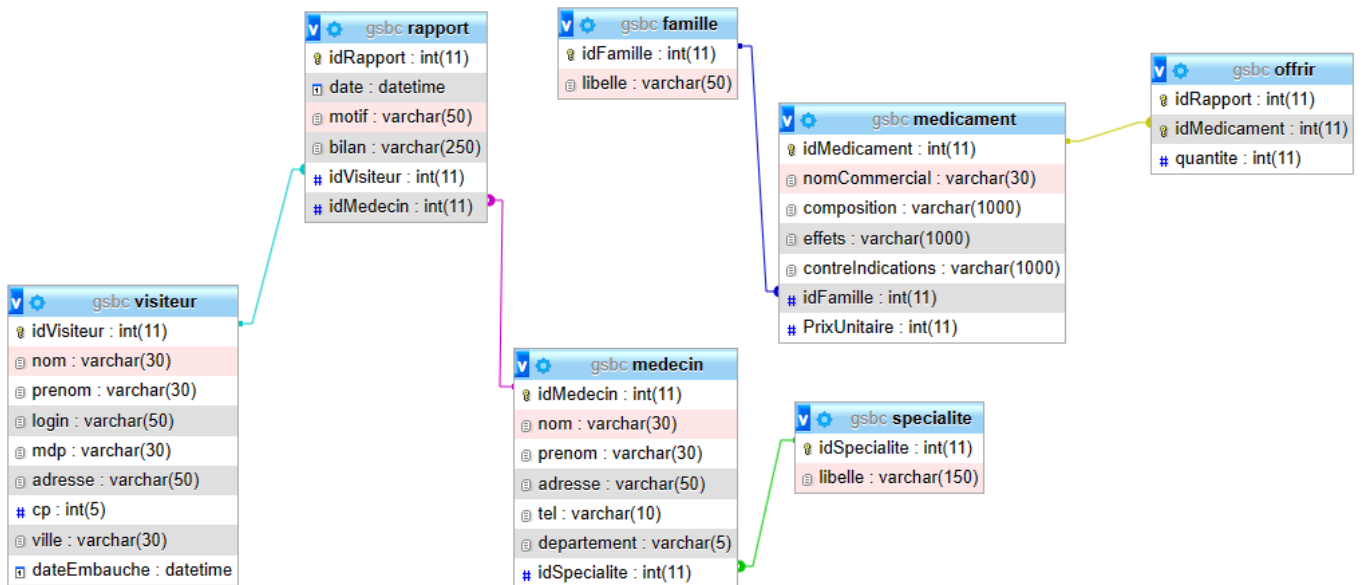 gsbc rapport
idRapport : int(11)
date : datetime
motif : varchar(50)
bilan : varchar(250)
idVisiteur : int(11)
idMedecin : int(11)
gsbc famille
idFamille : int(11)
libelle : varchar(50)
gsbc offrir
idRapport : int(11)
idMedicament : int(11)
quantite : int(11)
gsbc medicament
idMedicament : int(11)
nomCommercial : varchar(30)
composition : varchar(1000)
effets : varchar(1000)
contreIndications : varchar(1000)
idFamille : int(11)
PrixUnitaire : int(11)
gsbc visiteur
idVisiteur : int(11)
nom : varchar(30)
prenom : varchar(30)
login : varchar(50)
mdp : varchar(30)
adresse : varchar(50)
cp : int(5)
ville : varchar(30)
dateEmbauche : datetime
gsbc medecin
idMedecin : int(11)
nom : varchar(30)
prenom : varchar(30)
adresse : varchar(50)
tel : varchar(10)
departement : varchar(5)
idSpecialite : int(11)
gsbc specialite
idSpecialite : int(11)
libelle : varchar(150)